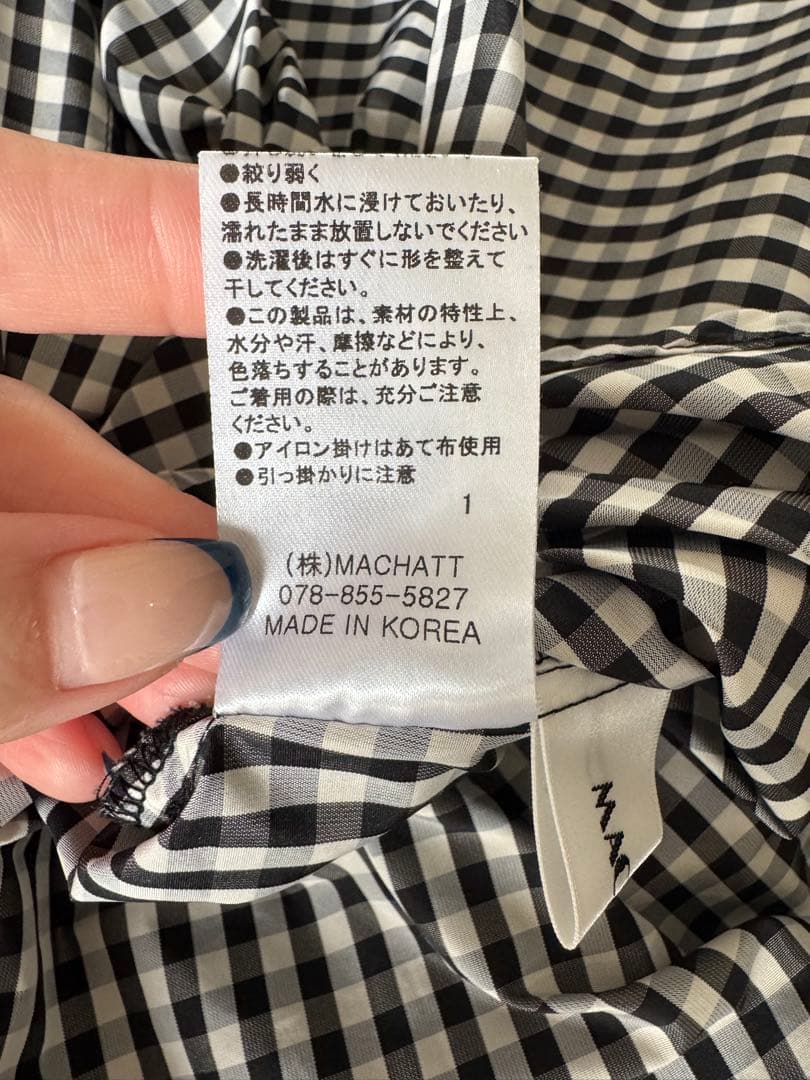 ●絞り弱く
●長時間水に浸けておいたり、
濡れたまま放置しないでください
●洗濯後はすぐに形を整えて
干してください。
●この製品は、素材の特性上、
水分や汗、摩擦などにより、
色落ちすることがあります。
ご着用の際は、充分ご注意
ください。
●アイロン掛けはあて布使用
●引っ掛かりに注意
1
(株)MACHATT
078-855-5827
MADE IN KOREA